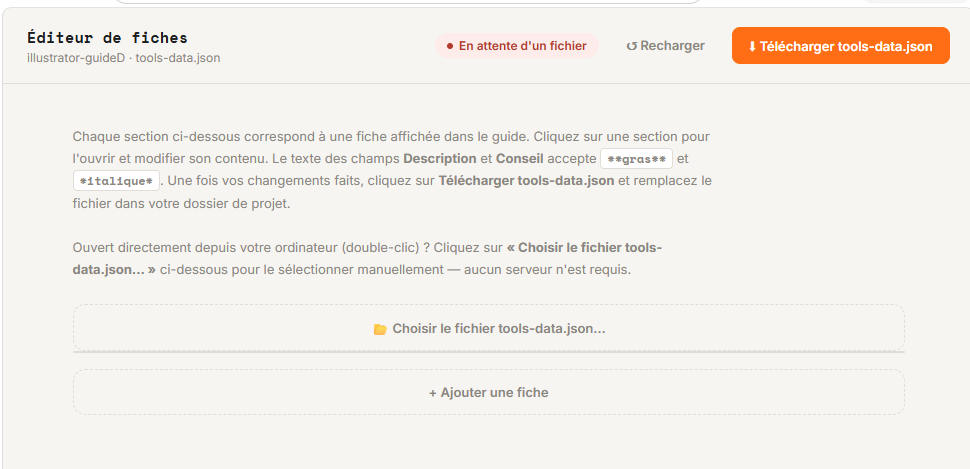 Éditeur de fiches
illustrator-guideD · tools-data.json
● En attente d'un fichier
↺ Recharger
⬇ Télécharger tools-data.json
Chaque section ci-dessous correspond à une fiche affichée dans le guide. Cliquez sur une section pour
l'ouvrir et modifier son contenu. Le texte des champs Description et Conseil accepte **gras** et
*italique*. Une fois vos changements faits, cliquez sur Télécharger tools-data.json et remplacez le
fichier dans votre dossier de projet.
Ouvert directement depuis votre ordinateur (double-clic) ? Cliquez sur « Choisir le fichier tools-
data.json... » ci-dessous pour le sélectionner manuellement — aucun serveur n'est requis.
📂 Choisir le fichier tools-data.json...
+ Ajouter une fiche